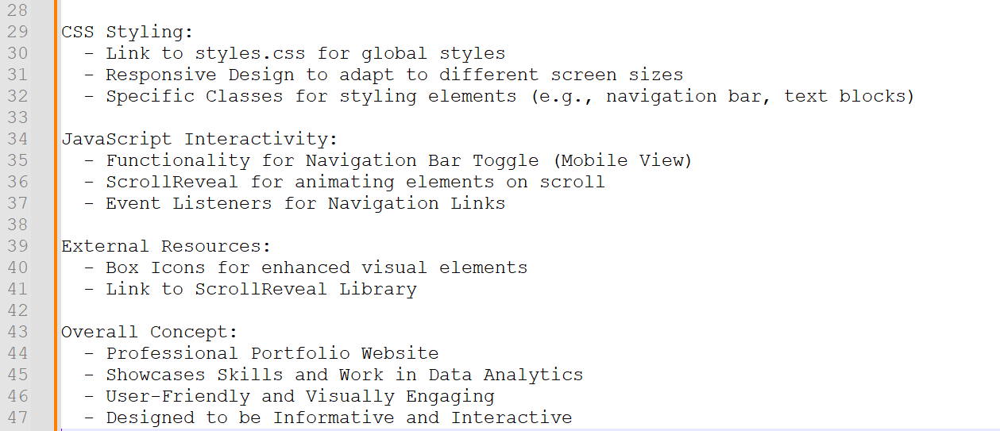 28
29 CSS Styling:
30   - Link to styles.css for global styles
31   - Responsive Design to adapt to different screen sizes
32   - Specific Classes for styling elements (e.g., navigation bar, text blocks)
33
34 JavaScript Interactivity:
35   - Functionality for Navigation Bar Toggle (Mobile View)
36   - ScrollReveal for animating elements on scroll
37   - Event Listeners for Navigation Links
38
39 External Resources:
40   - Box Icons for enhanced visual elements
41   - Link to ScrollReveal Library
42
43 Overall Concept:
44   - Professional Portfolio Website
45   - Showcases Skills and Work in Data Analytics
46   - User-Friendly and Visually Engaging
47   - Designed to be Informative and Interactive